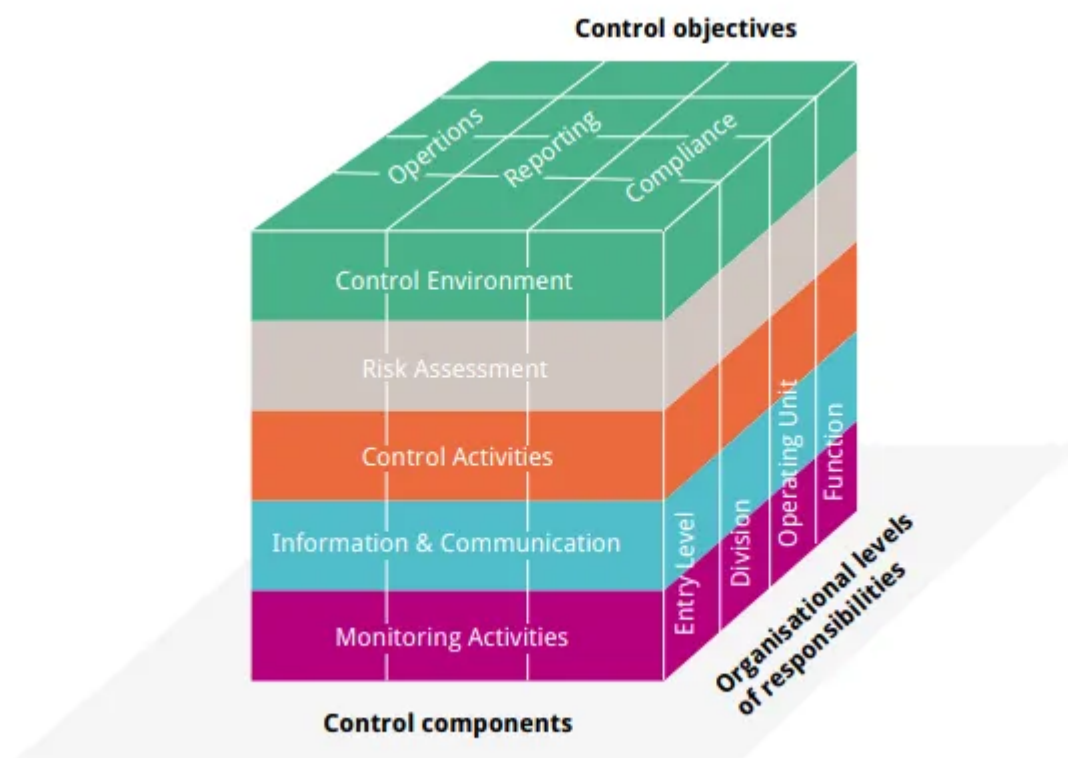 Control objectives
Opertions
Reporting
Compliance
Control Environment
Risk Assessment
Control Activities
Information & Communication
Monitoring Activities
Entry Level
Division
Operating Unit
Function
Organisational levels
of responsibilities
Control components